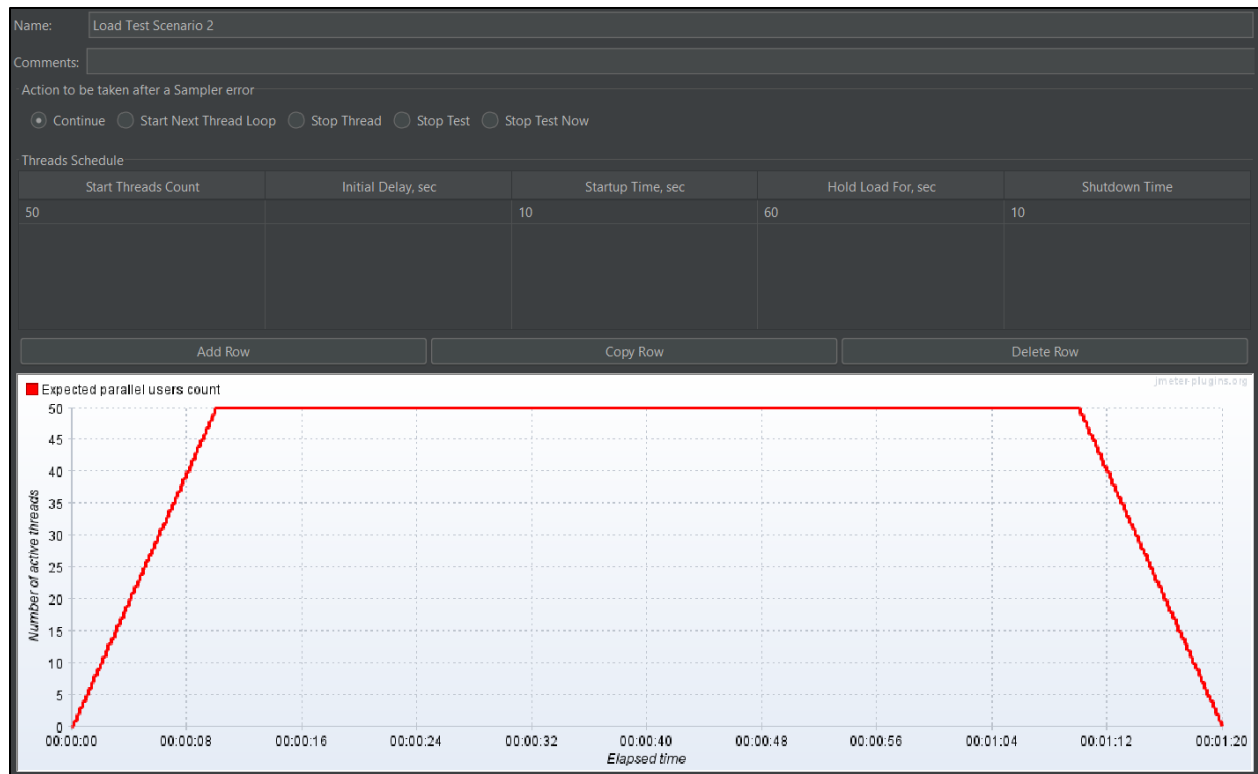 Name: Load Test Scenario 2
Comments:
Action to be taken after a Sampler error
Continue Start Next Thread Loop Stop Thread Stop Test Stop Test Now
Threads Schedule
Start Threads Count Initial Delay, sec Startup Time, sec Hold Load For, sec Shutdown Time
50 10 60 10
Add Row Copy Row Delete Row
jmeter-plugins.org
Expected parallel users count
50
45
40
35
30
25
20
15
10
5
0
Number of active threads
00:00:00 00:00:08 00:00:16 00:00:24 00:00:32 00:00:40 00:00:48 00:00:56 00:01:04 00:01:12 00:01:20
Elapsed time